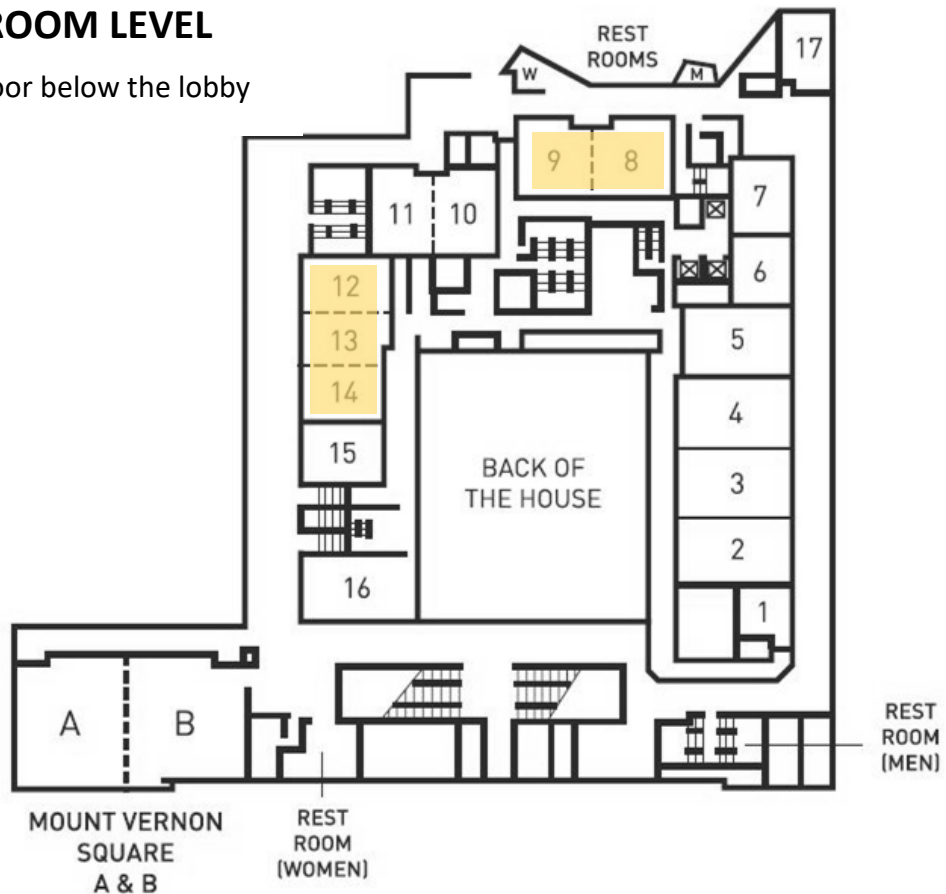 ROOM LEVEL
oor below the lobby
REST
ROOMS
W
M
17
9
8
11
10
7
12
6
13
5
14
4
15
BACK OF
THE HOUSE
3
2
16
1
A
B
REST
ROOM
(MEN)
MOUNT VERNON
SQUARE
A & B
REST
ROOM
(WOMEN)